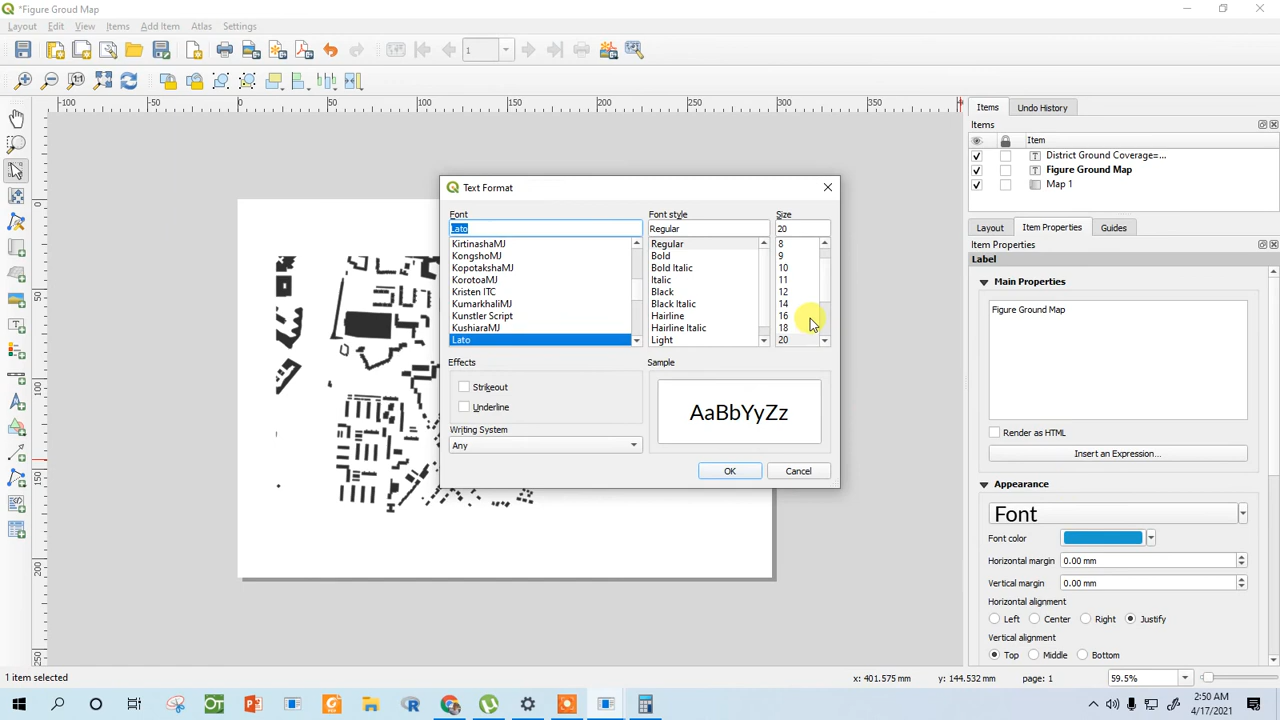 *Figure Groud Map
Layout Edit View Items Add Item Atlas Settings
1
-100 -50 0 50 100 150 200 250 300 350
0
50
100
150
200
250
Text Format
Font Font style Size
Lato Regular 20
KirtinashaMJ Regular 8
KongshoMJ Bold 9
KopotakshaMJ Bold Italic 10
KorotoaMJ Italic 11
Kristen ITC Black 12
KumarkhaliMJ Black Italic 14
Kunstler Script Hairline 16
KushiaraMJ Hairline Italic 18
Lato Light 20
Effects Sample
Strikeout
Underline
AaBbYyZz
Writing System
Any
OK Cancel
Items Undo History
Items
Item
District Ground Coverage=...
Figure Ground Map
Map 1
Layout Item Properties Guides
Item Properties
Label
Main Properties
Figure Ground Map
Render as HTML
Insert an Expression...
Appearance
Font
Font color
Horizontal margin 0.00 mm
Vertical margin 0.00 mm
Horizontal alignment
Left Center Right Justify
Vertical alignment
Top Middle Bottom
1 item selected x: 401.575 mm y: 144.532 mm page: 1 59.5%
2:50 AM
4/17/2021